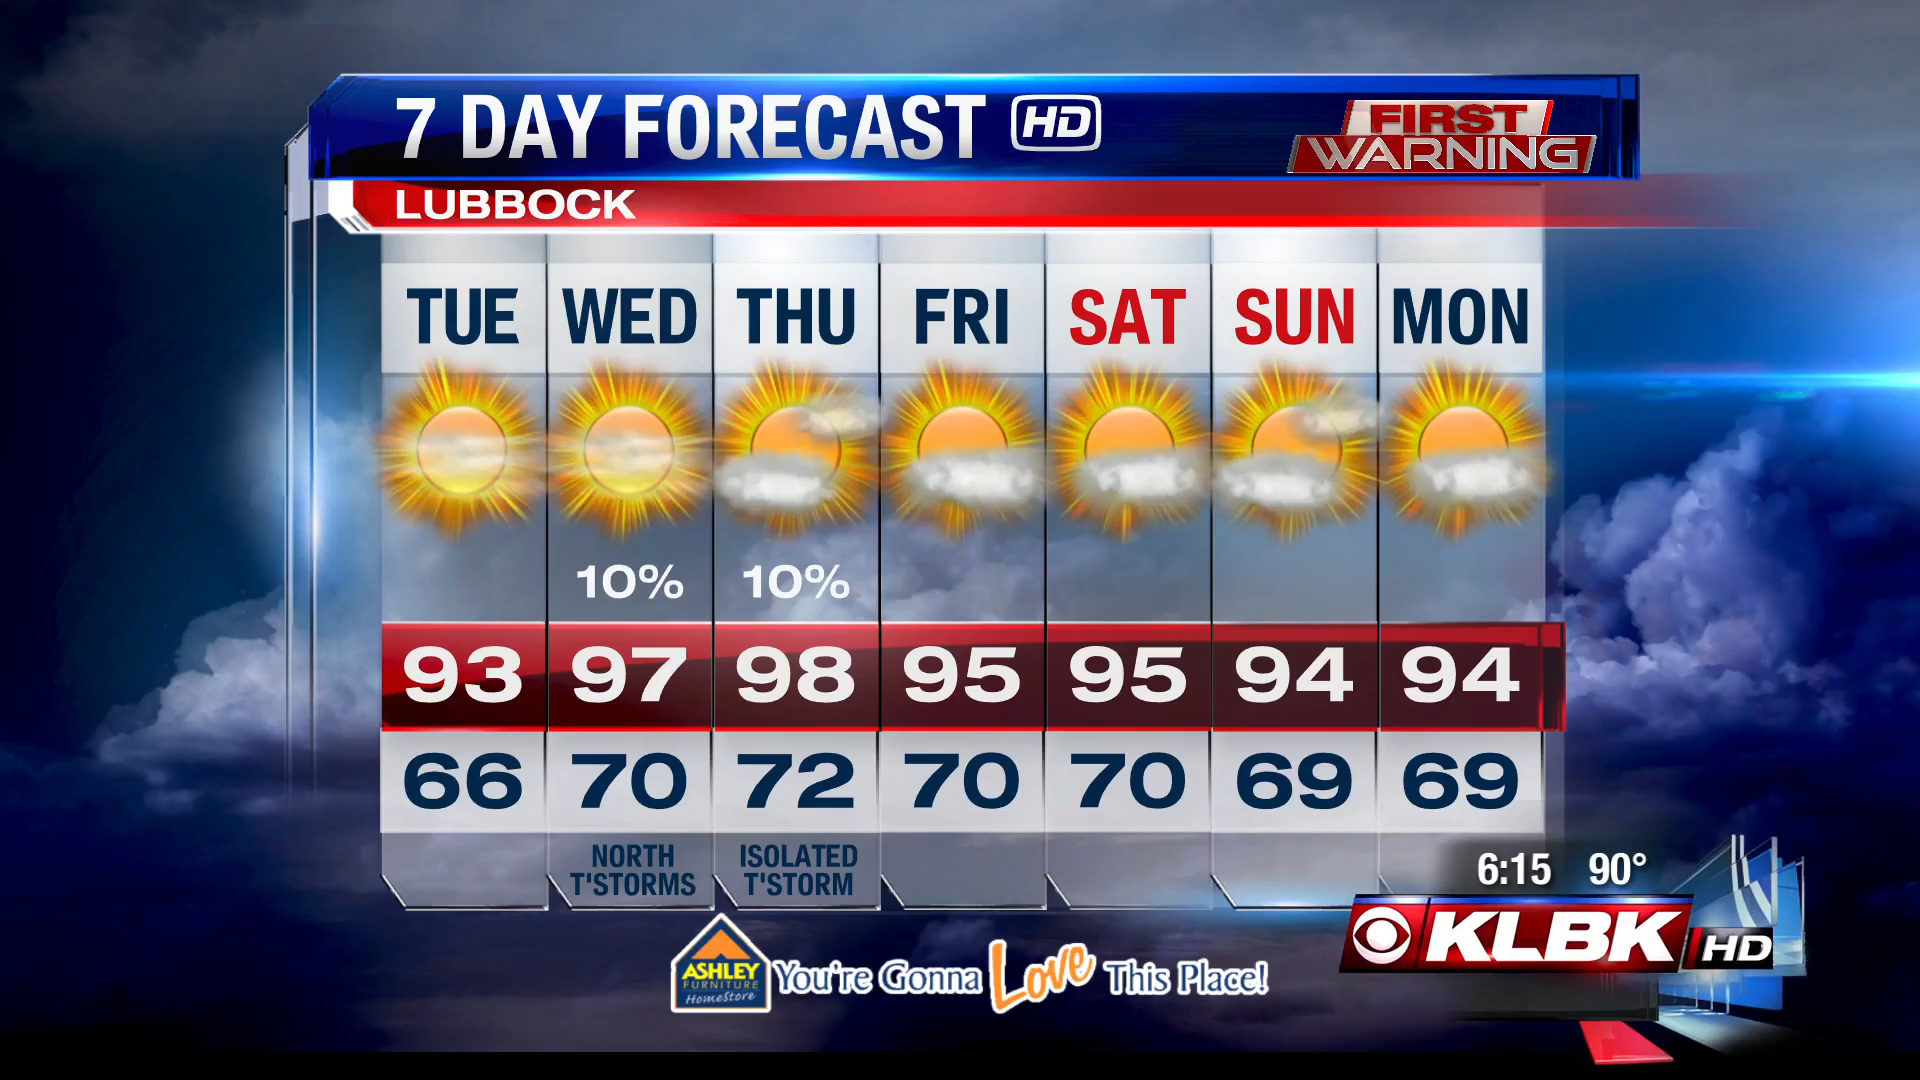 7 DAY FORECAST HD
FIRST
WARNING
LUBBOCK
TUE WED THU FRI SAT SUN MON
10% 10%
93 97 98 95 95 94 94
66 70 72 70 70 69 69
NORTH
T'STORMS
ISOLATED
T'STORM
6:15 90°
KLBK HD
ASHLEY
FURNITURE
HomeStore
You're Gonna Love This Place!